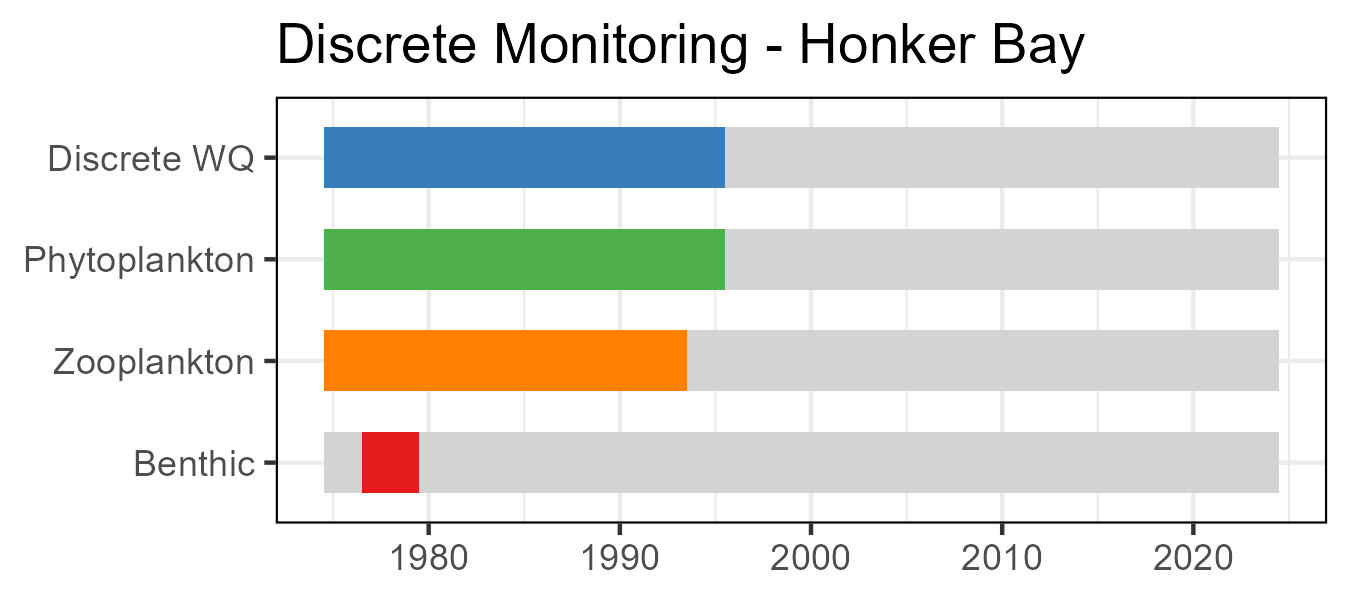 Discrete Monitoring - Honker Bay
Discrete WQ
Phytoplankton
Zooplankton
Benthic
1980 1990 2000 2010 2020